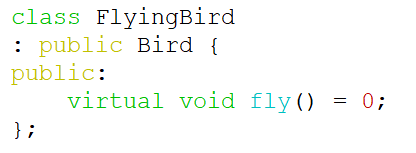 class FlyingBird
: public Bird {
public:
    virtual void fly() = 0;
};